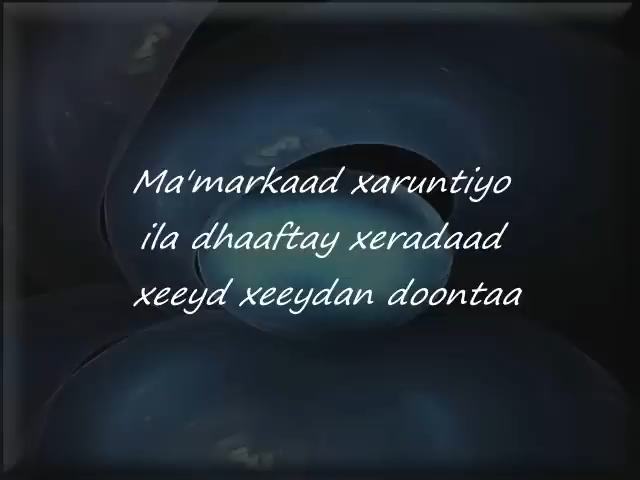 Ma'markaad xaruntiyo
ila dhaaftay xeradaad
xeeyd xeeydan doontaa